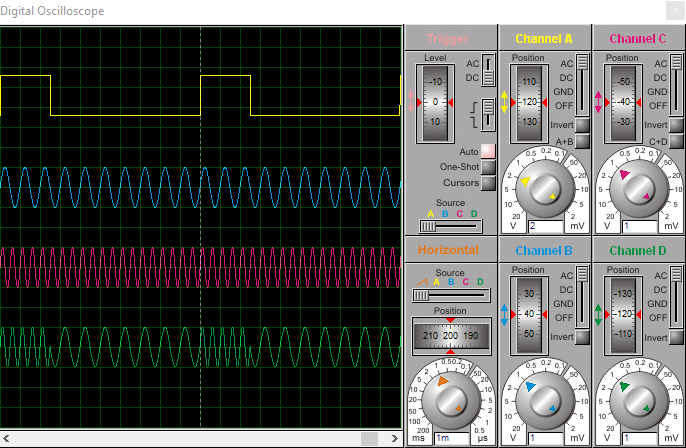 Digital Oscilloscope
Trigger
Level
-10
0
10
AC
DC
Auto
One-Shot
Cursors
Source
A B C D
Channel A
Position
110
120
130
AC
DC
GND
OFF
Invert
A+B
2 1 0.5 0.2 0.1 50 20 10 5 2
5 10 20
V 2 mV
Channel C
Position
-50
-40
-30
AC
DC
GND
OFF
Invert
C+D
2 1 0.5 0.2 0.1 50 20 10 5 2
5 10 20
V 1 mV
Horizontal
Source
A B C D
Position
210 200 190
200 100 50 20 10 5 2 1 0.5 0.2 0.1 50 20 10 5 2 1 0.5
ms 1m µs
Channel B
Position
30
40
50
AC
DC
GND
OFF
Invert
2 1 0.5 0.2 0.1 50 20 10 5 2
5 10 20
V 1 mV
Channel D
Position
-130
-120
-110
AC
DC
GND
OFF
Invert
2 1 0.5 0.2 0.1 50 20 10 5 2
5 10 20
V 1 mV